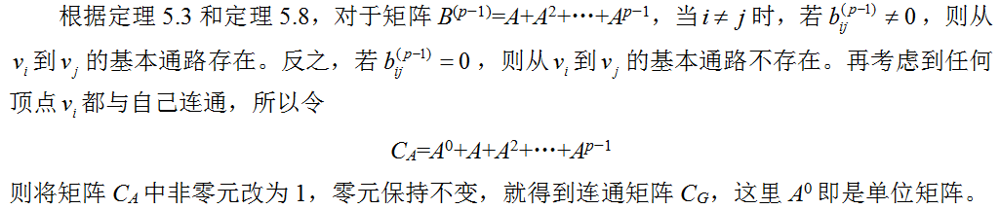 根据定理 5.3 和定理 5.8，对于矩阵 B^{(p−1)}=A+A^2+⋯+A^{p−1}，当 i ≠ j 时，若 b_{ij}^{(p−1)} ≠ 0，则从
v_i 到 v_j 的基本通路存在。反之，若 b_{ij}^{(p−1)} = 0，则从 v_i 到 v_j 的基本通路不存在。再考虑到任何
顶点 v_i 都与自己连通，所以令
C_A=A^0+A+A^2+⋯+A^{p−1}
则将矩阵 C_A 中非零元改为 1，零元保持不变，就得到连通矩阵 C_G，这里 A^0 即是单位矩阵。